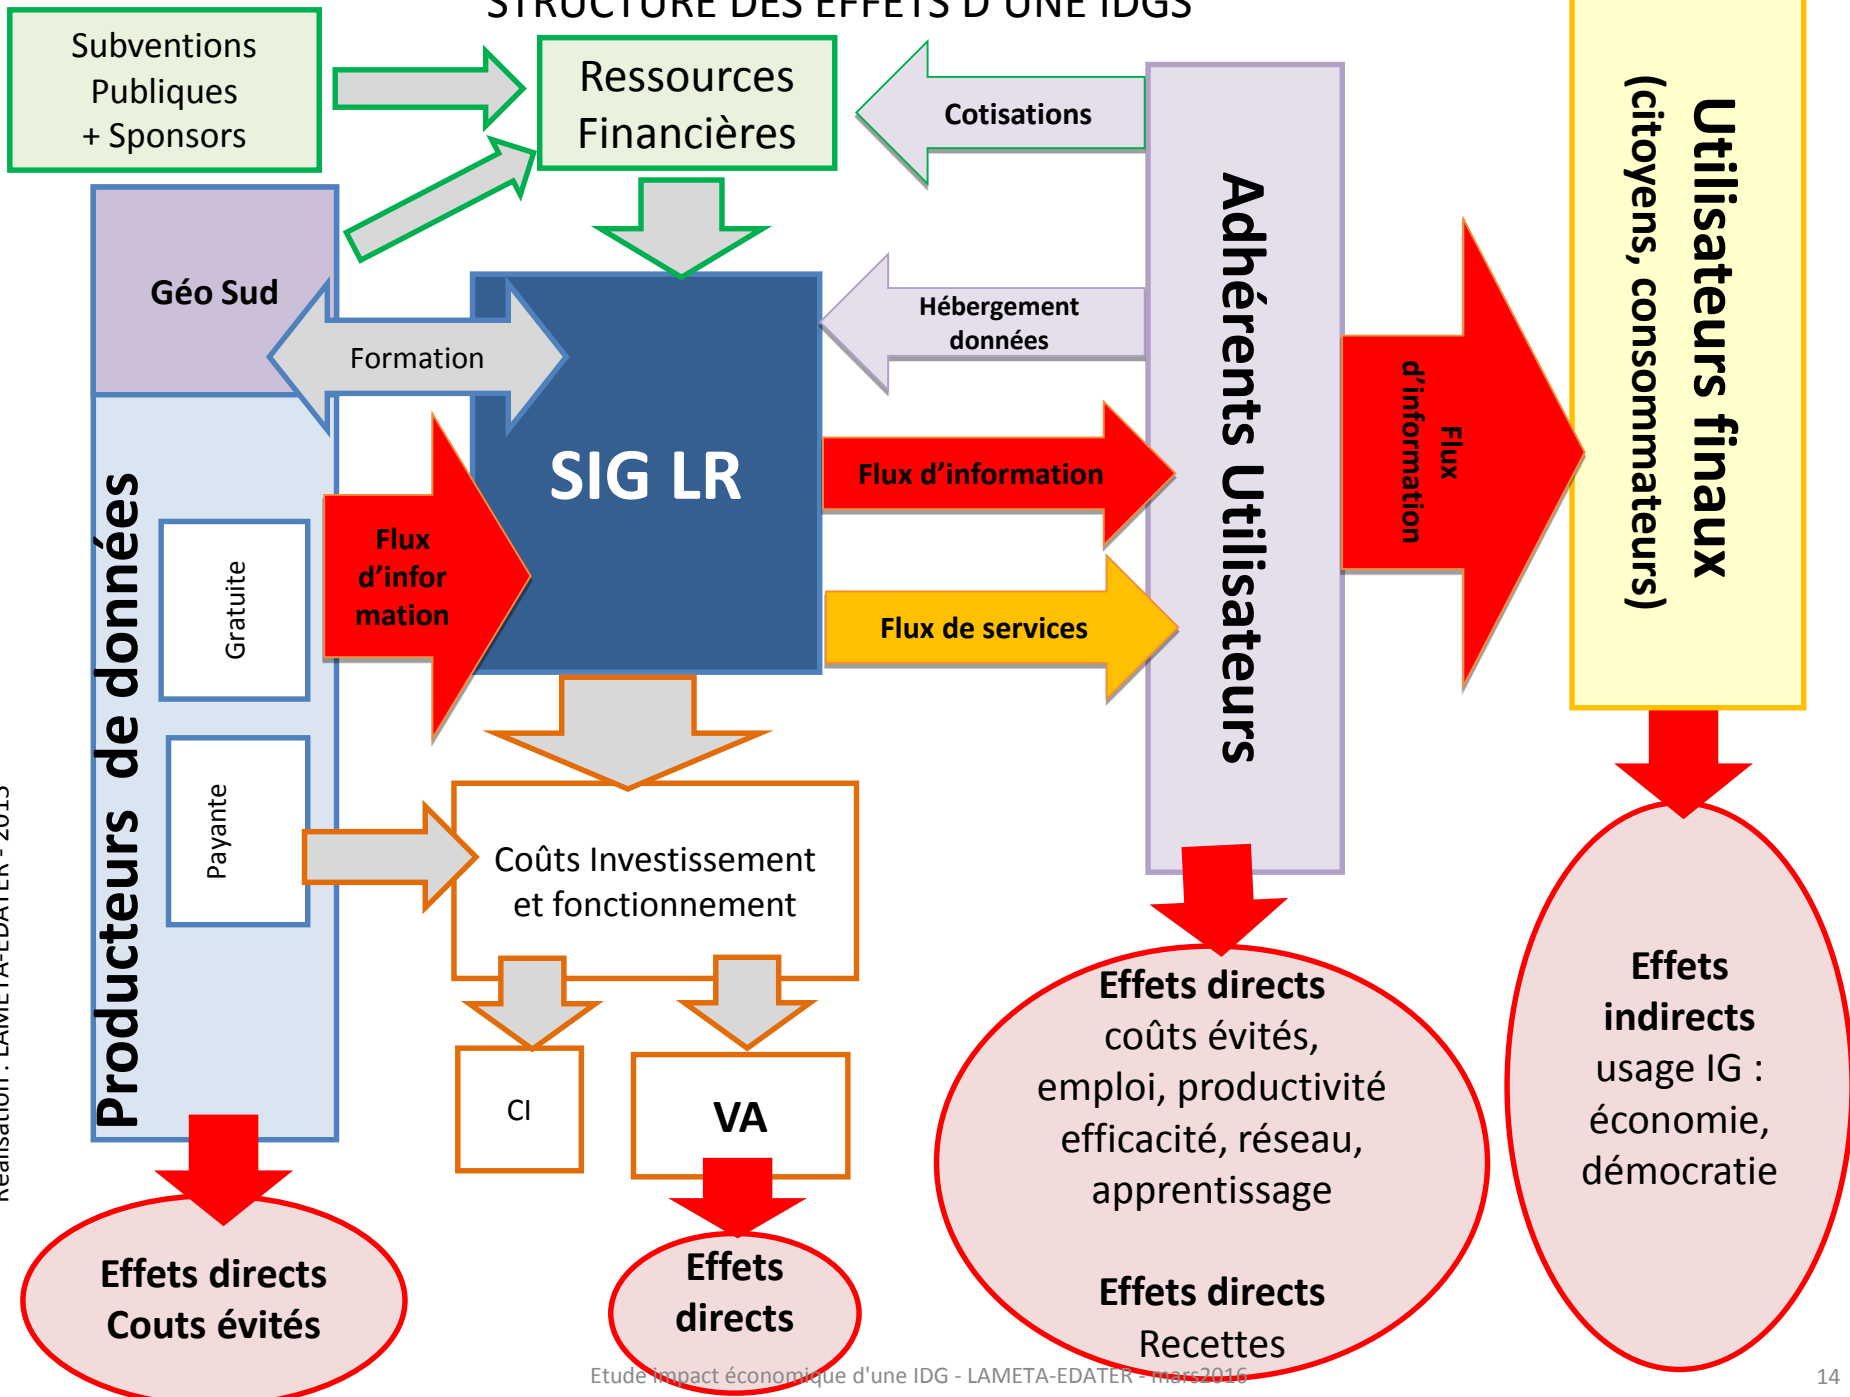 STRUCTURE DES EFFETS D'UNE IDGS
Subventions
Publiques
+ Sponsors
Ressources
Financières
Cotisations
Géo Sud
Formation
Hébergement
données
SIG LR
Adhérents Utilisateurs
Utilisateurs finaux
(citoyens, consommateurs)
Flux
d'infor
mation
Flux d'information
Flux de services
Flux
d'information
Producteurs de données
Gratuite
Payante
Coûts Investissement
et fonctionnement
CI
VA
Effets directs
Couts évités
Effets
directs
Effets directs
coûts évités,
emploi, productivité
efficacité, réseau,
apprentissage
Effets directs
Recettes
Effets
indirects
usage IG :
économie,
démocratie
Réalisation : LAMETA-EDATER - 2015
Etude impact économique d'une IDG - LAMETA-EDATER - mars2016
14